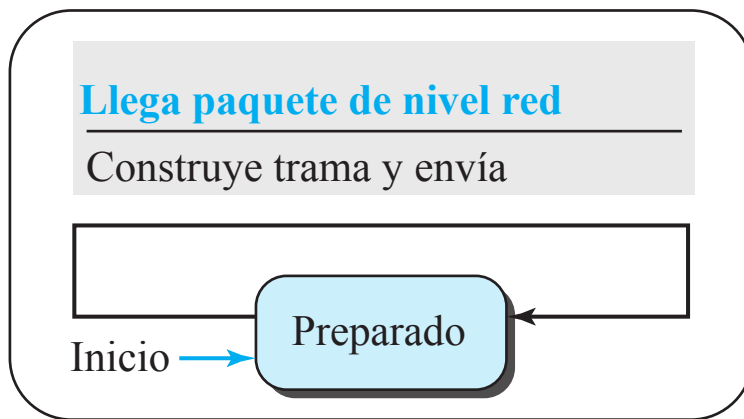 Llega paquete de nivel red
Construye trama y envía
Preparado
Inicio